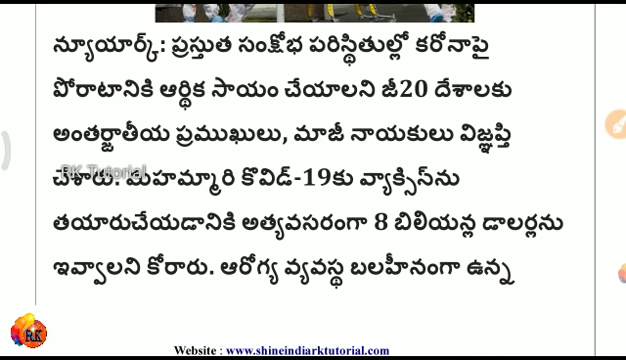 న్యూయార్క్: ప్రస్తుత సంక్షోభ పరిస్థితుల్లో కరోనాపై
పోరాటానికి ఆర్థిక సాయం చేయాలని జీ20 దేశాలకు
అంతర్జాతీయ ప్రముఖులు, మాజీ నాయకులు విజ్ఞప్తి
RK Tutorial
చేశారు. మహమ్మారి కొవిడ్-19కు వ్యాక్సిన్‌ను
తయారుచేయడానికి అత్యవసరంగా 8 బిలియన్ల డాలర్లను
ఇవ్వాలని కోరారు. ఆరోగ్య వ్యవస్థ బలహీనంగా ఉన్న
RK
Website : www.shineindiarktutorial.com